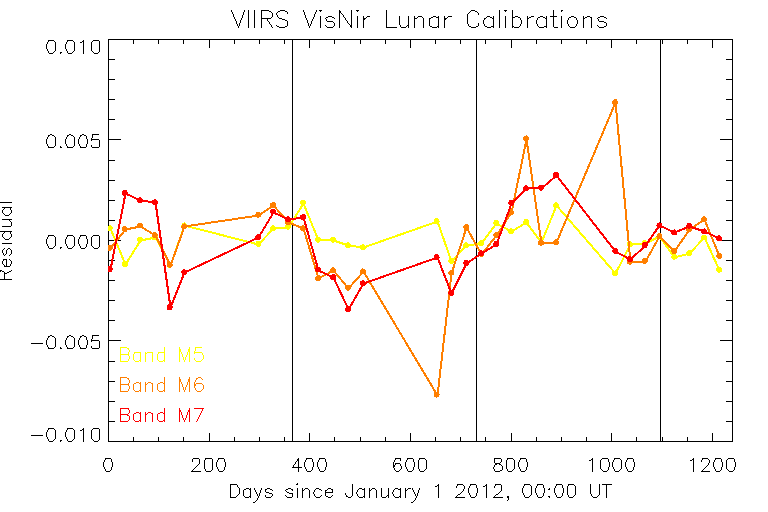 VIIRS VisNir Lunar Calibrations
0.010
0.005
0.000
-0.005
-0.010
Residual
Band M5
Band M6
Band M7
0 200 400 600 800 1000 1200
Days since January 1 2012, 00:00 UT